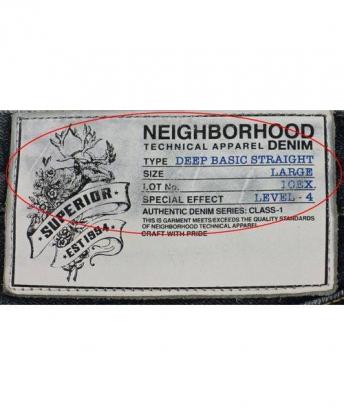 NEIGHBORHOOD
TECHNICAL APPAREL DENIM
TYPE DEEP BASIC STRAIGHT
SIZE LARGE
LOT No. 10EX.
SPECIAL EFFECT LEVEL - 4
AUTHENTIC DENIM SERIES: CLASS-1
THIS IS GARMENT MEETS/EXCEEDS THE QUALITY STANDARDS
OF NEIGHBORHOOD TECHNICAL APPAREL
CRAFT WITH PRIDE
SUPERIOR
EST1994